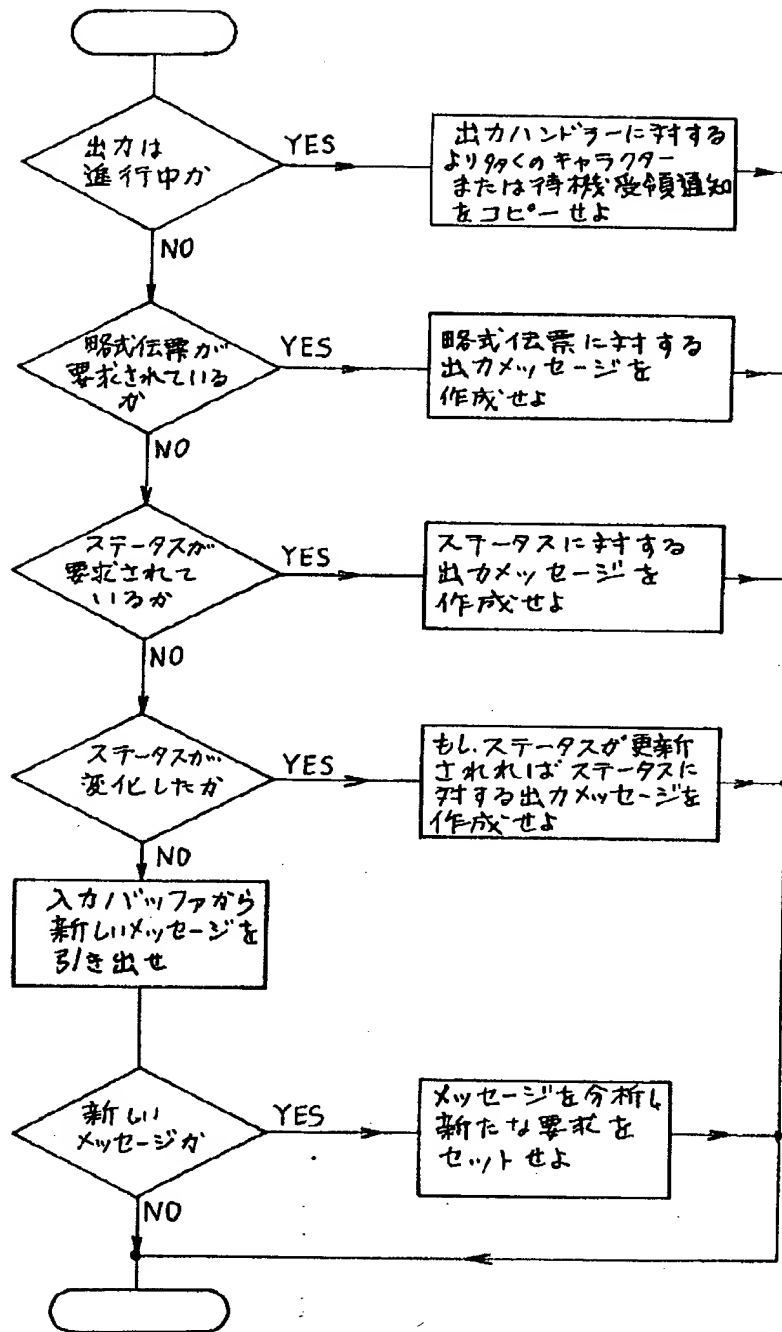 出力は
進行中か
YES
出力ハンドラーに対する
より多くのキャラクター
または待機受領通知
をコピーせよ
NO
略式伝票が
要求されている
か
YES
略式伝票に対する
出力メッセージを
作成せよ
NO
ステータスが
要求されて
いるか
YES
ステータスに対する
出力メッセージを
作成せよ
NO
ステータスが
変化したか
YES
もし、ステータスが更新
されれればステータスに
対する出力メッセージを
作成せよ
NO
入力バッファから
新しいメッセージを
引き出せ
新しい
メッセージか
YES
メッセージを分析し
新たな要求を
セットせよ
NO